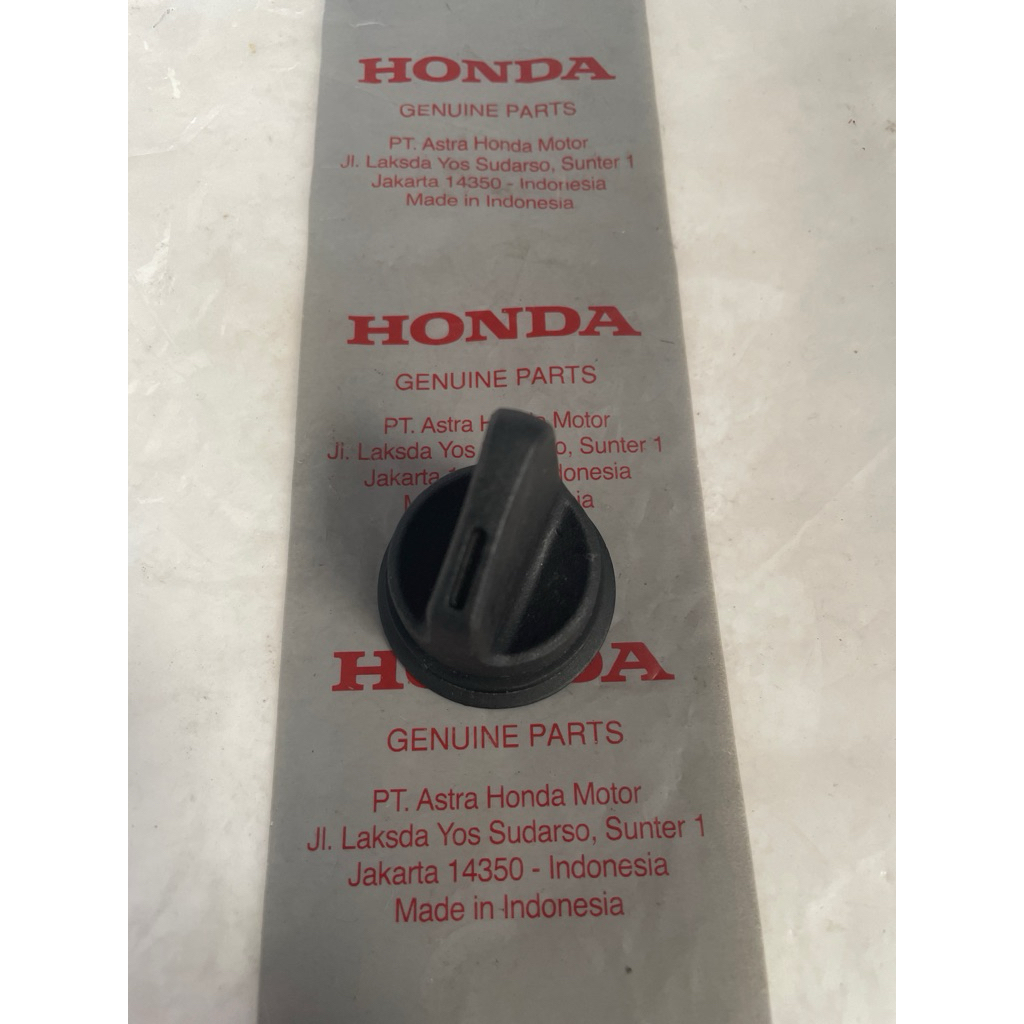 HONDA
GENUINE PARTS
PT. Astra Honda Motor
Jl. Laksda Yos Sudarso, Sunter 1
Jakarta 14350 - Indonesia
Made in Indonesia
HONDA
GENUINE PARTS
PT. Astra Motor
Jl. Laksda Yos Sunter 1
Jakarta
GENUINE PARTS
PT. Astra Honda Motor
Jl. Laksda Yos Sudarso, Sunter 1
Jakarta 14350 - Indonesia
Made in Indonesia